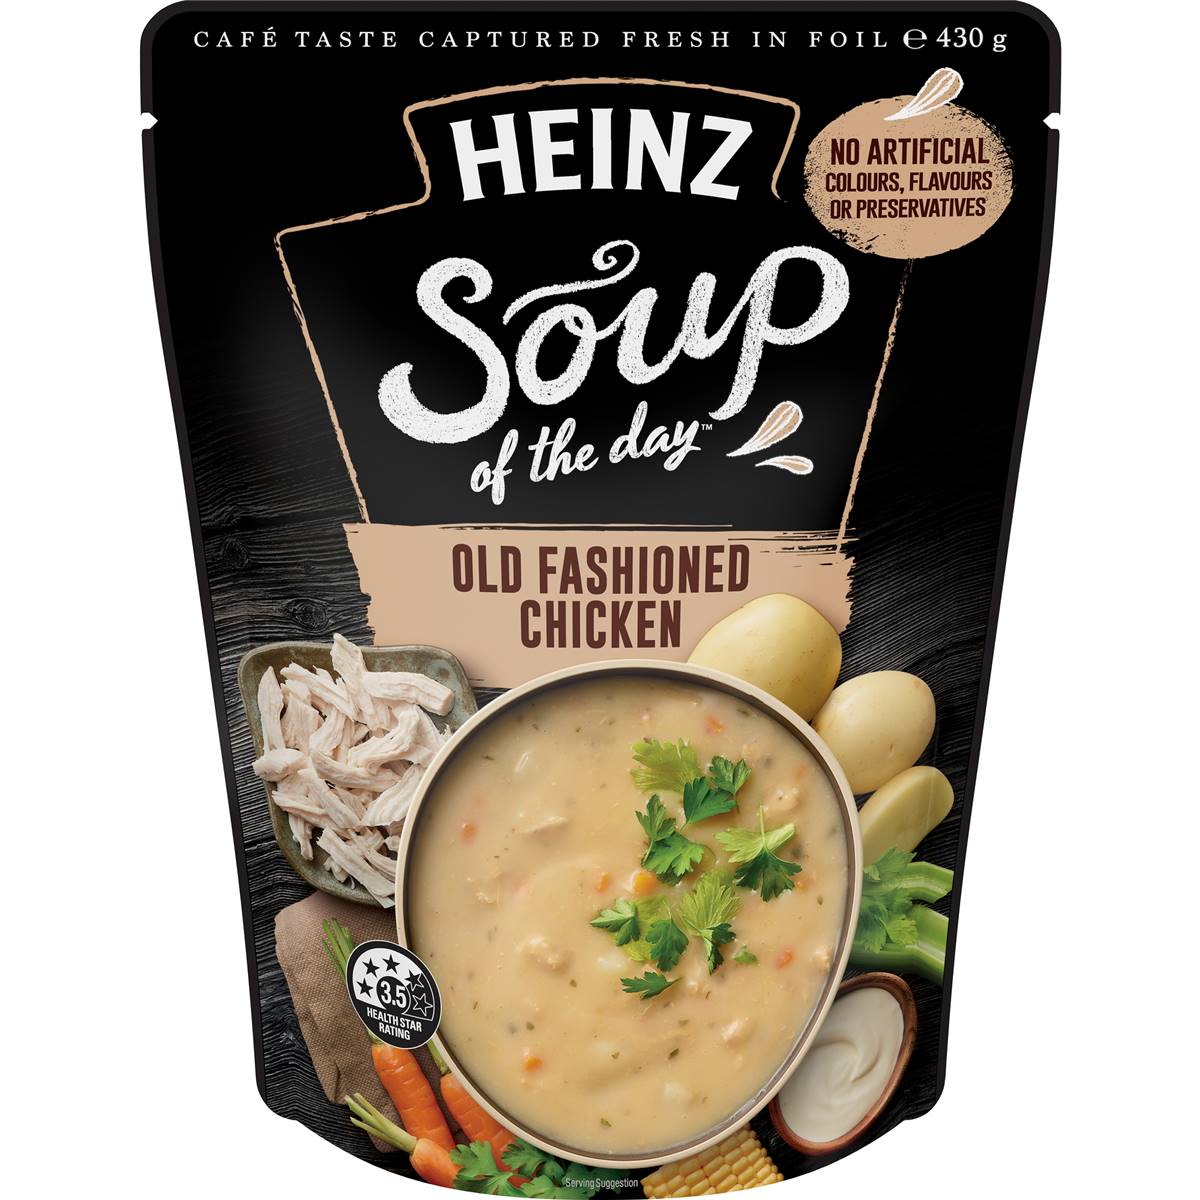 CAFÉ TASTE CAPTURED FRESH IN FOIL ℮ 430 g
HEINZ
NO ARTIFICIAL
COLOURS, FLAVOURS
OR PRESERVATIVES
Soup
of the day™
OLD FASHIONED
CHICKEN
3.5
HEALTH STAR
RATING
Serving Suggestion